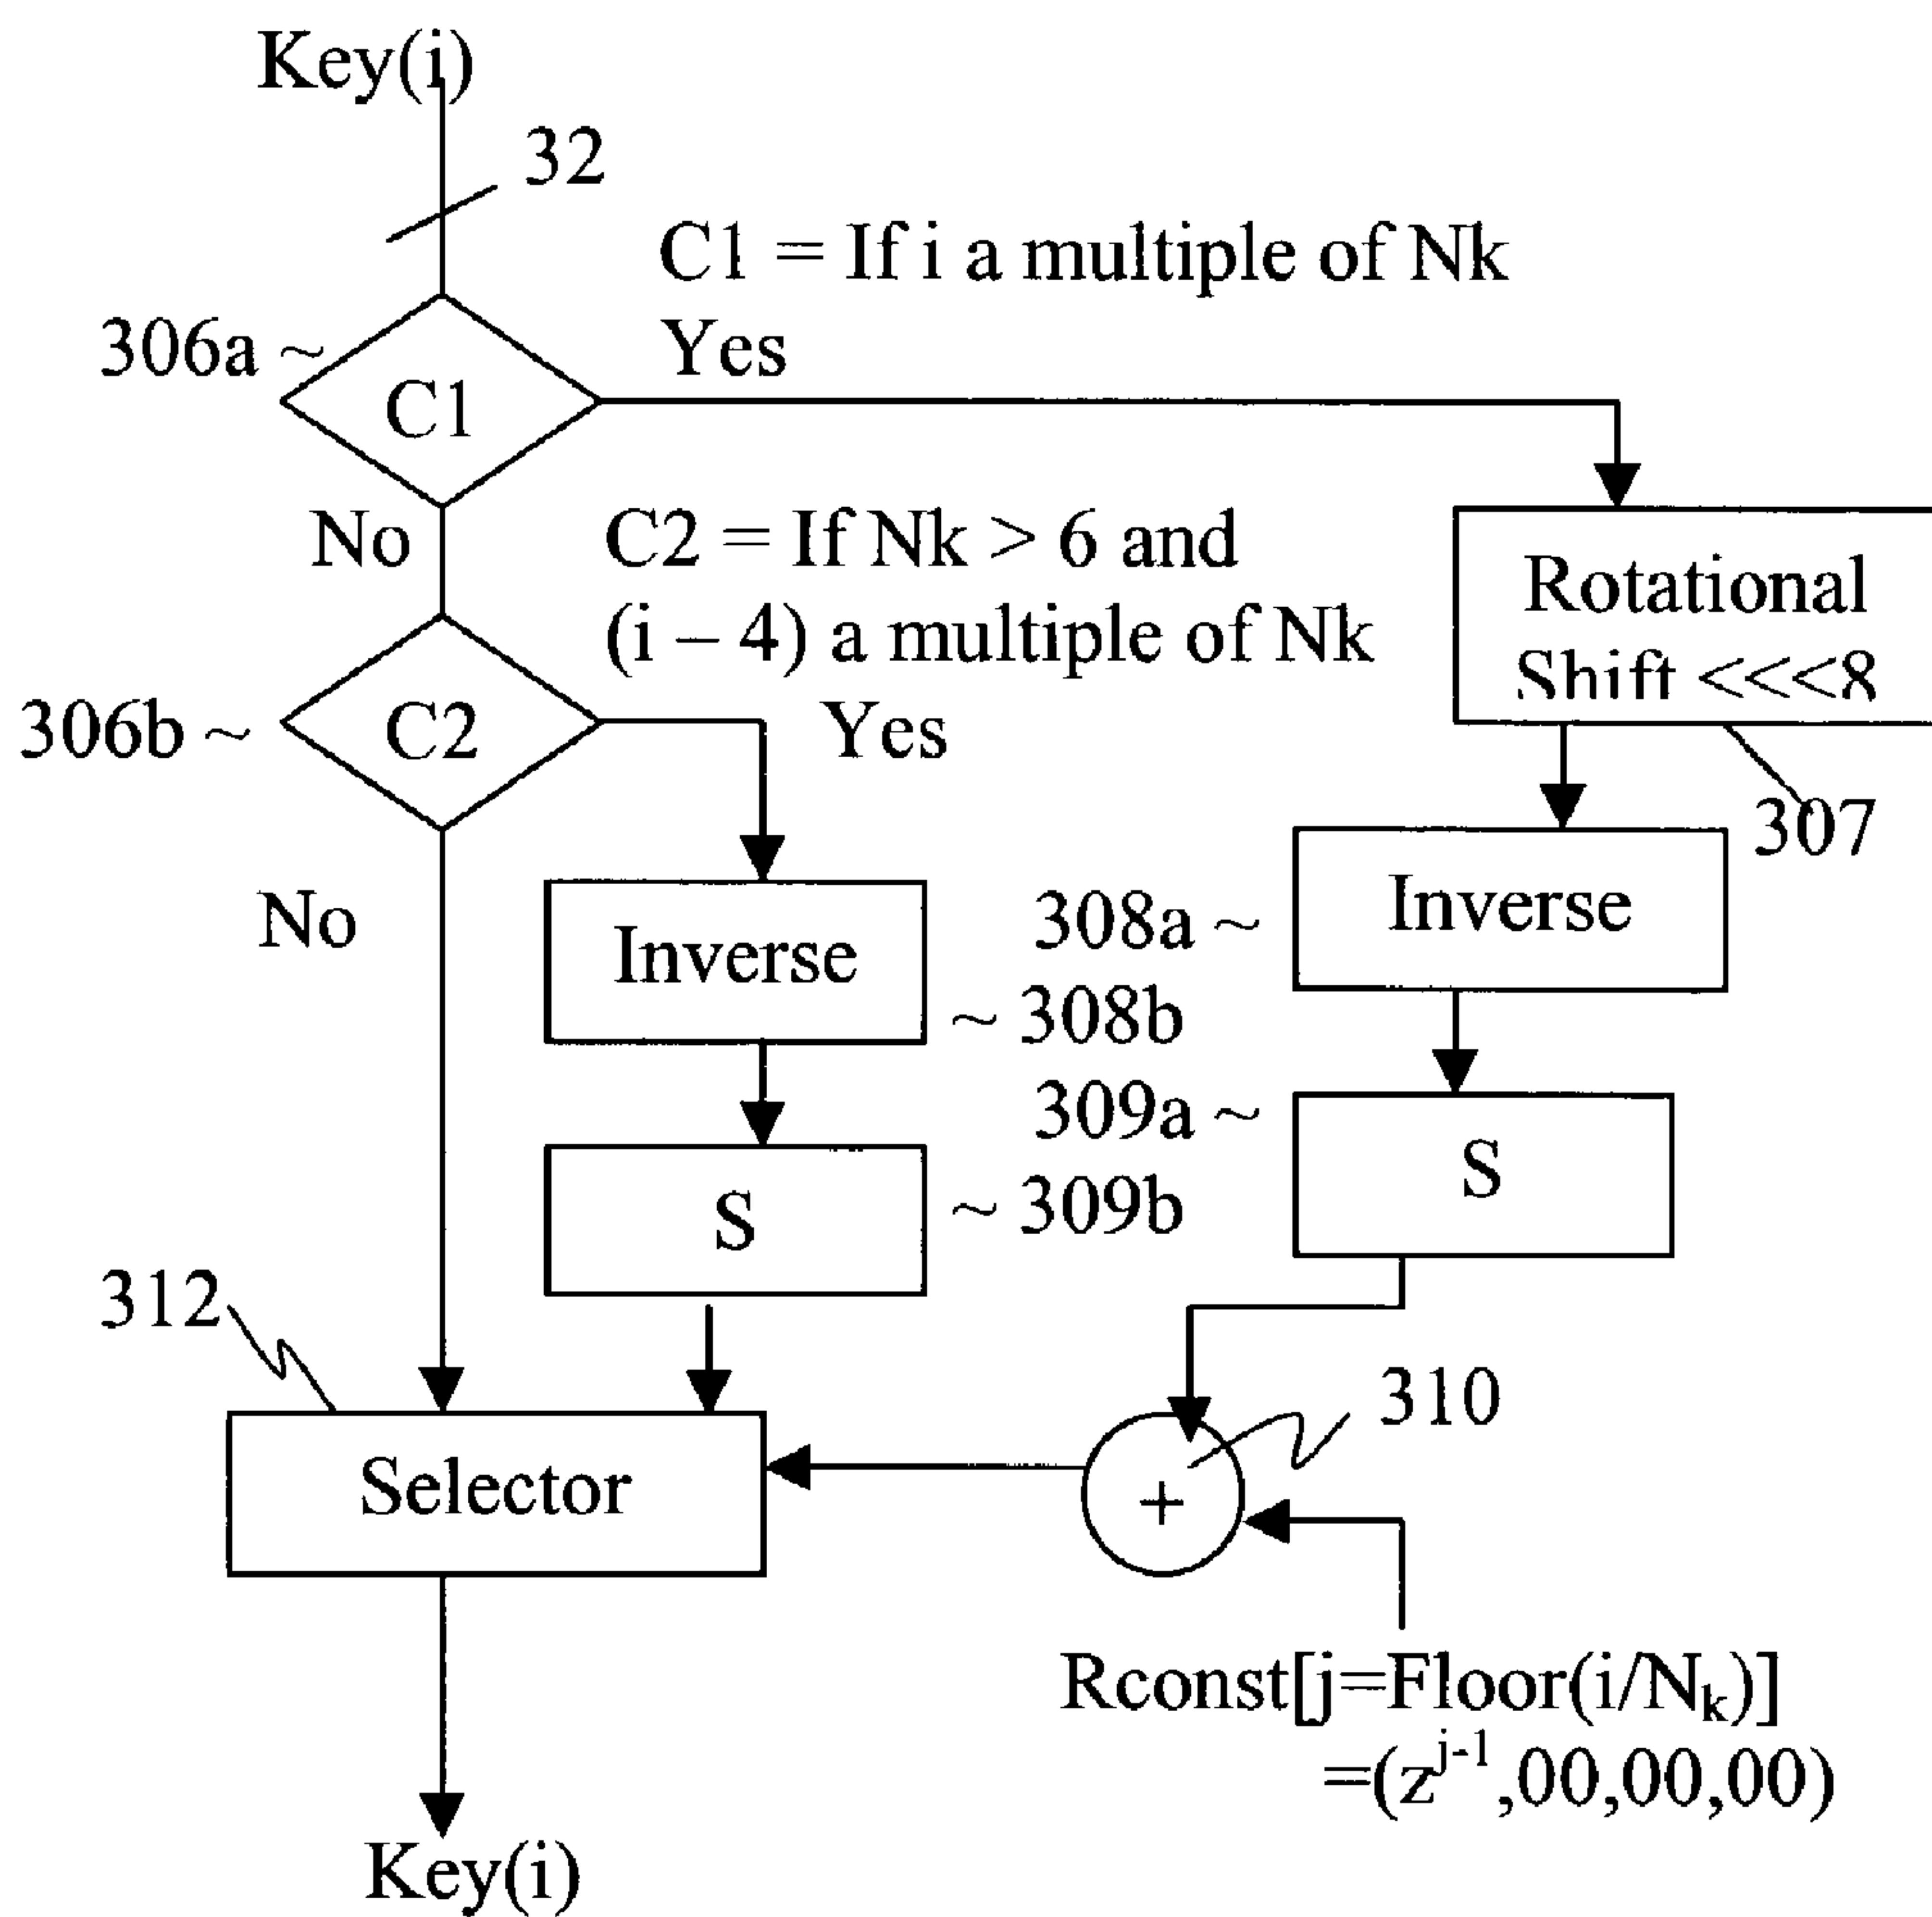 Key(i)
32
C1 = If i a multiple of Nk
306a ~
Yes
C1
No
C2 = If Nk > 6 and
(i – 4) a multiple of Nk
Rotational
Shift <<<8
306b ~
C2
Yes
307
No
Inverse
308a ~
Inverse
~ 308b
309a ~
S
S
~ 309b
312
310
Selector
+
Rconst[j=Floor(i/Nk)]
=(z^j-1,00,00,00)
Key(i)